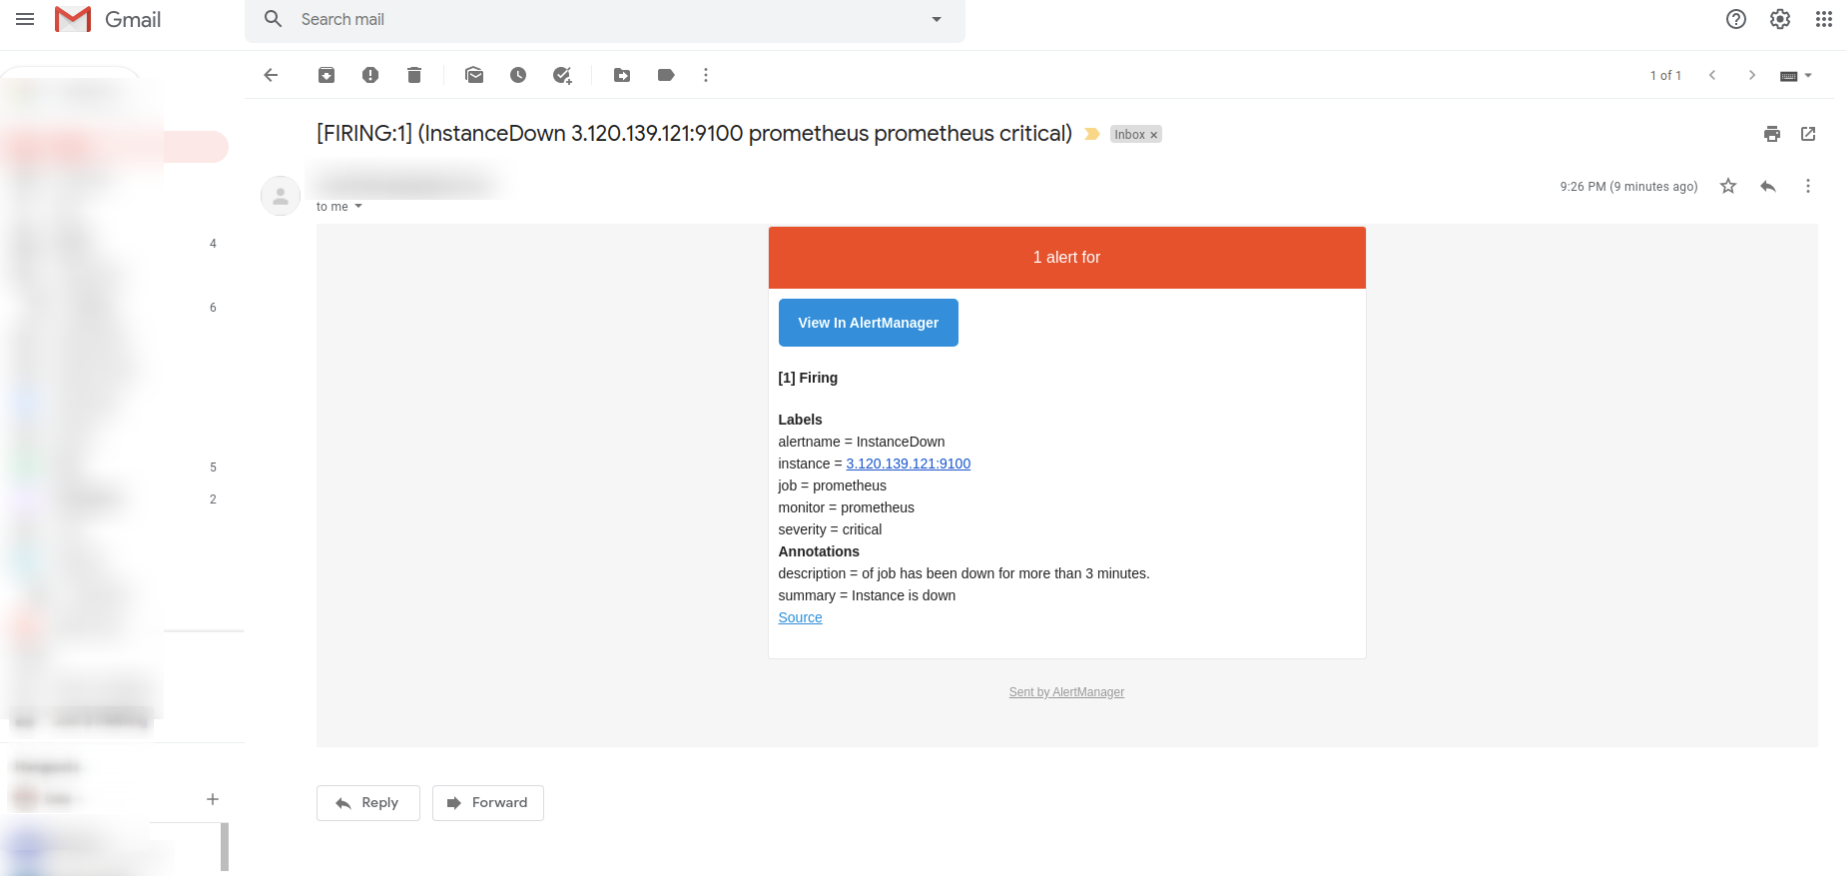 Gmail
Search mail
1 of 1
[FIRING:1] (InstanceDown 3.120.139.121:9100 prometheus prometheus critical)
Inbox ×
9:26 PM (9 minutes ago)
to me
4
6
5
2
1 alert for
View In AlertManager
[1] Firing
Labels
alertname = InstanceDown
instance = 3.120.139.121:9100
job = prometheus
monitor = prometheus
severity = critical
Annotations
description = of job has been down for more than 3 minutes.
summary = Instance is down
Source
Sent by AlertManager
Reply
Forward